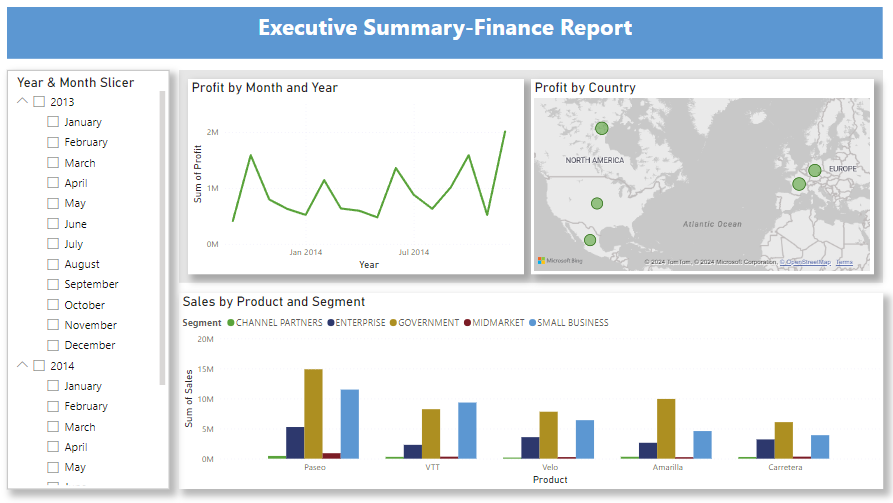 Executive Summary-Finance Report
Year & Month Slicer
2013
January
February
March
April
May
June
July
August
September
October
November
December
2014
January
February
March
April
May
Profit by Month and Year
Sum of Profit
2M
1M
0M
Jan 2014
Jul 2014
Year
Profit by Country
NORTH AMERICA
EUROPE
Atlantic Ocean
Microsoft Bing
© 2024 TomTom, © 2024 Microsoft Corporation, © OpenStreetMap Terms
Sales by Product and Segment
Segment CHANNEL PARTNERS ENTERPRISE GOVERNMENT MIDMARKET SMALL BUSINESS
Sum of Sales
20M
15M
10M
5M
0M
Paseo
VTT
Velo
Amarilla
Carretera
Product